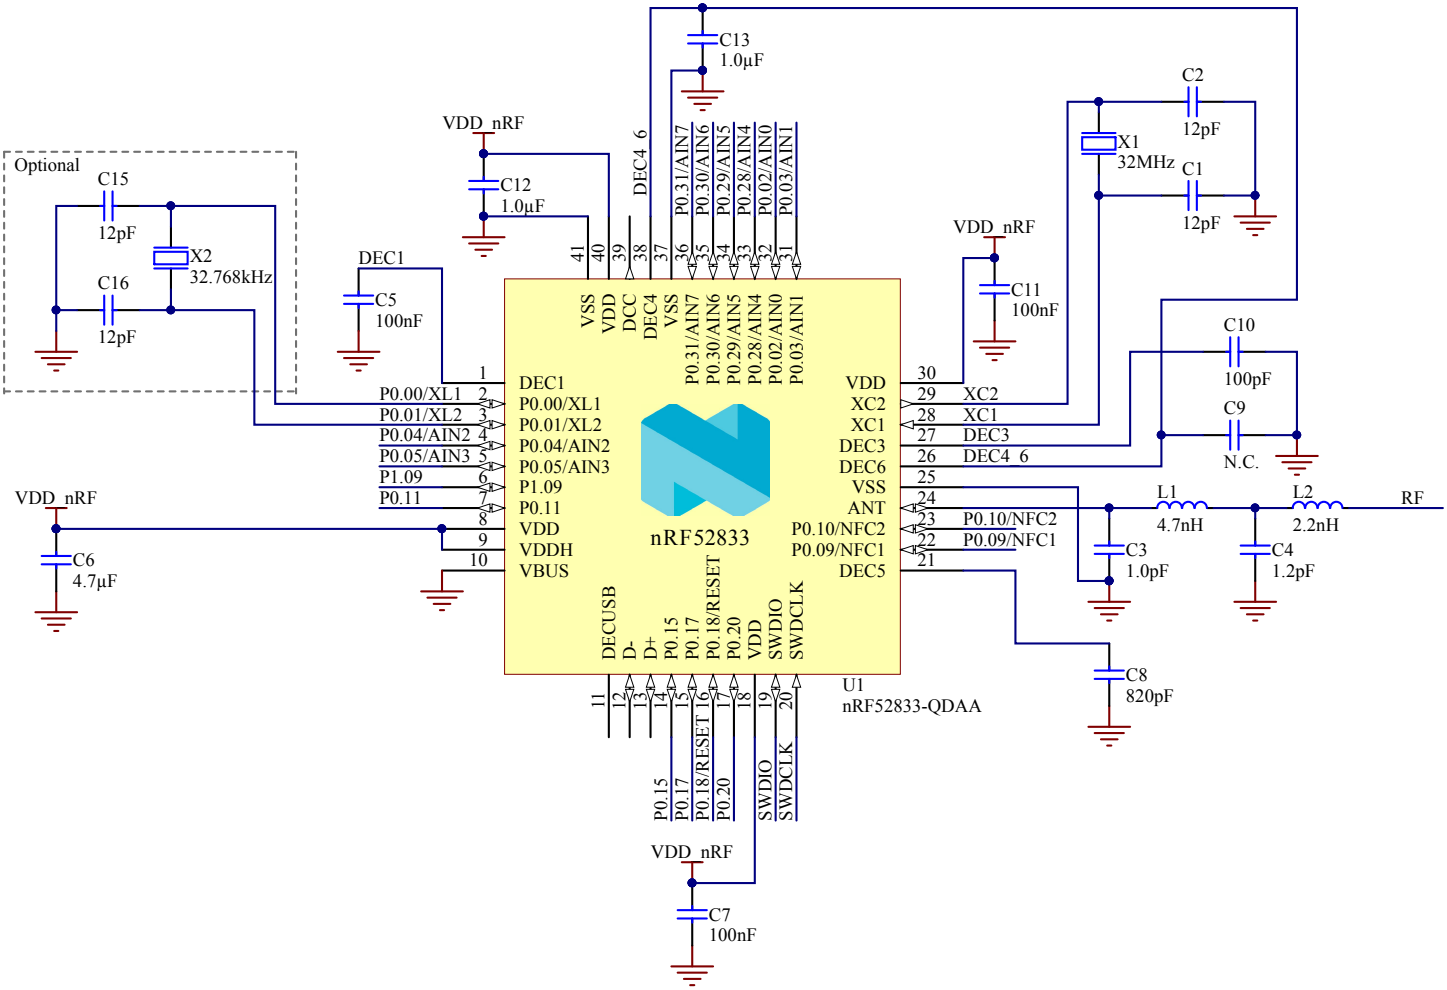 C13
1.0µF
DEC4_6
VDD_nRF
C12
1.0µF
P0.31/AIN7
P0.30/AIN6
P0.29/AIN5
P0.28/AIN4
P0.02/AIN0
P0.03/AIN1
C2
12pF
X1
32MHz
C1
12pF
Optional
C15
12pF
X2
32.768kHz
C16
12pF
DEC1
C5
100nF
VDD_nRF
C11
100nF
C10
100pF
C9
N.C.
41
40
39
38
37
36
35
34
33
32
31
VSS
VDD
DCC
DEC4
VSS
P0.31/AIN7
P0.30/AIN6
P0.29/AIN5
P0.28/AIN4
P0.02/AIN0
P0.03/AIN1
1 DEC1
P0.00/XL1 2 P0.00/XL1
P0.01/XL2 3 P0.01/XL2
P0.04/AIN2 4 P0.04/AIN2
P0.05/AIN3 5 P0.05/AIN3
P1.09 6 P1.09
P0.11 7 P0.11
8 VDD
9 VDDH
10 VBUS
VDD_nRF
C6
4.7µF
nRF52833
VDD 30
XC2 29 XC2
XC1 28 XC1
DEC3 27 DEC3
DEC6 26 DEC4_6
VSS 25
ANT 24
P0.10/NFC2 23 P0.10/NFC2
P0.09/NFC1 22 P0.09/NFC1
DEC5 21
L1
4.7nH
L2
2.2nH
RF
C3
1.0pF
C4
1.2pF
C8
820pF
DECUSB
D-
D+
P0.15
P0.17
P0.18/RESET
P0.20
VDD
SWDIO
SWDCLK
11
12
13
14
15
16
17
18
19
20
U1
nRF52833-QDAA
P0.15
P0.17
P0.18/RESET
P0.20
SWDIO
SWDCLK
VDD_nRF
C7
100nF